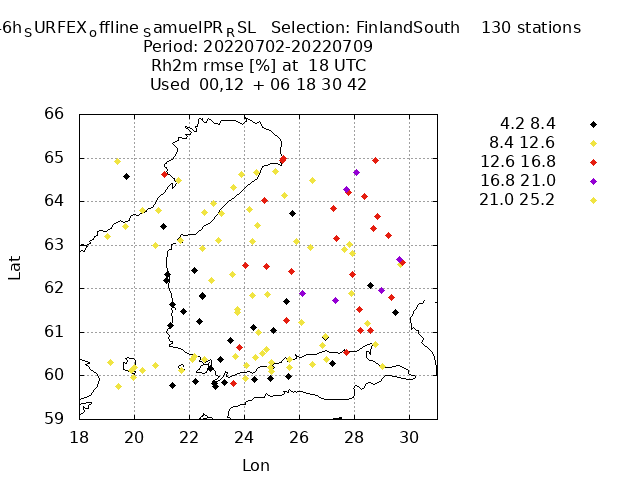 46h_SURFEX_offline_SamuelPR_RSL Selection: FinlandSouth 130 stations
Period: 20220702-20220709
Rh2m rmse [%] at 18 UTC
Used 00,12 + 06 18 30 42
4.2 8.4
8.4 12.6
12.6 16.8
16.8 21.0
21.0 25.2
66
65
64
63
62
61
60
59
Lat
18 20 22 24 26 28 30
Lon